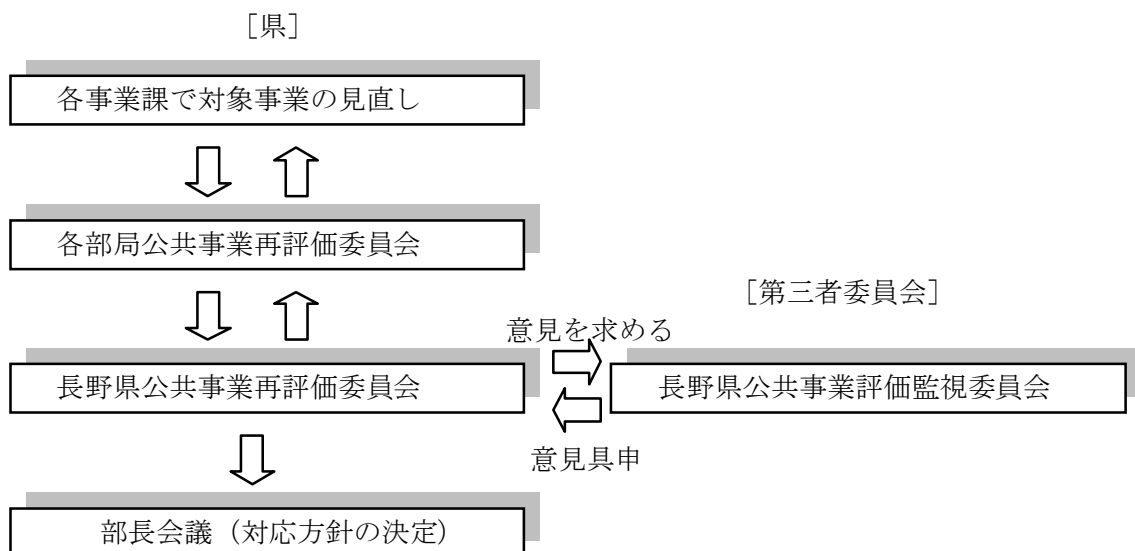 ［県］
各事業課で対象事業の見直し
各部局公共事業再評価委員会
［第三者委員会］
意見を求める
長野県公共事業再評価委員会
長野県公共事業評価監視委員会
意見具申
部長会議（対応方針の決定）